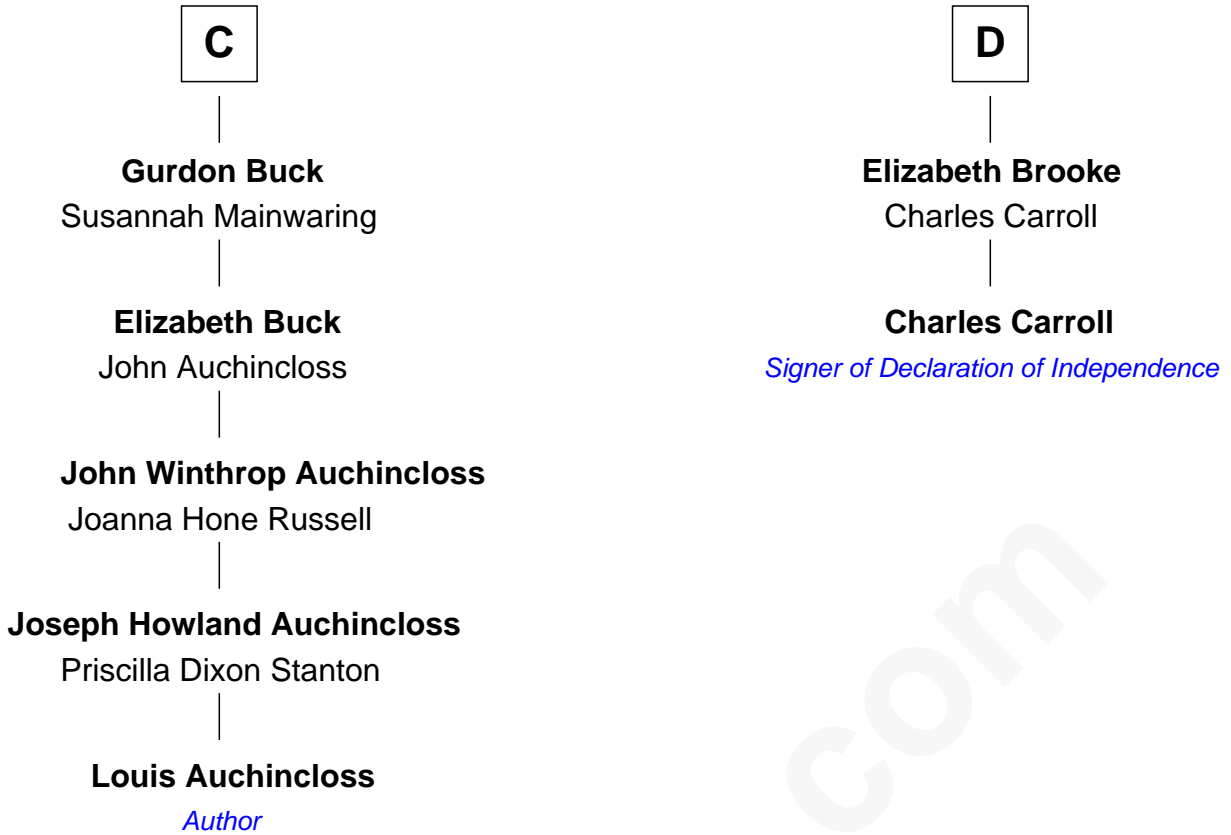 C
Gurdon Buck
Susannah Mainwaring
Elizabeth Buck
John Auchincloss
John Winthrop Auchincloss
Joanna Hone Russell
Joseph Howland Auchincloss
Priscilla Dixon Stanton
Louis Auchincloss
Author
D
Elizabeth Brooke
Charles Carroll
Charles Carroll
Signer of Declaration of Independence
com